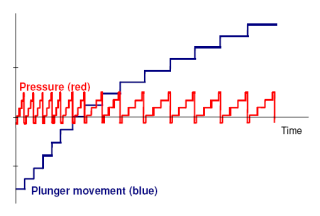 Pressure (red)
Time
Plunger movement (blue)